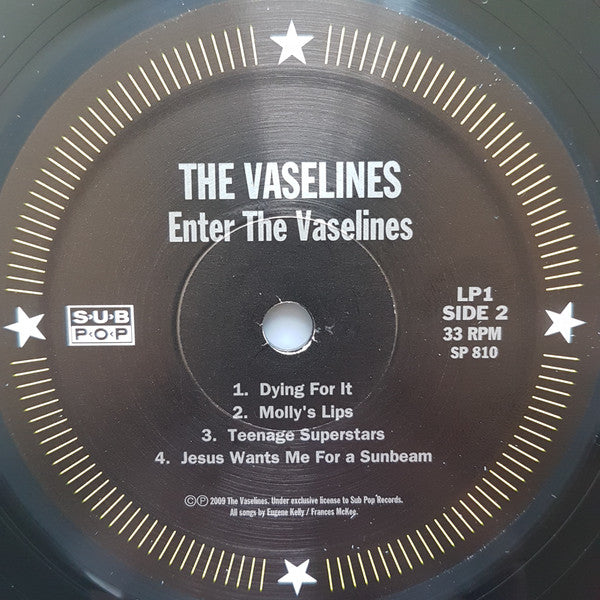 THE VASELINES
Enter The Vaselines
S·U·B
P·O·P
LP1
SIDE 2
33 RPM
SP 810
1. Dying For It
2. Molly's Lips
3. Teenage Superstars
4. Jesus Wants Me For a Sunbeam
©℗ 2009 The Vaselines. Under exclusive license to Sub Pop Records.
All songs by Eugene Kelly / Frances McKee.